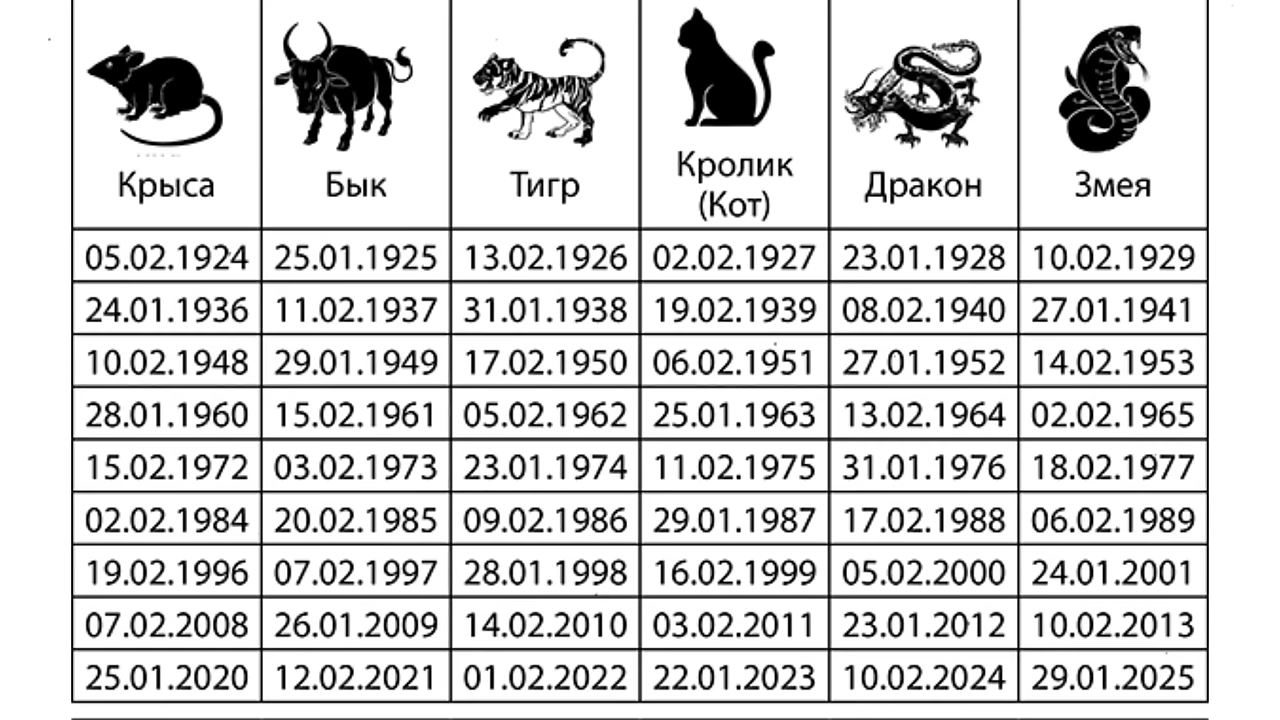 Крыса Бык Тигр Кролик (Кот) Дракон Змея
05.02.1924 25.01.1925 13.02.1926 02.02.1927 23.01.1928 10.02.1929
24.01.1936 11.02.1937 31.01.1938 19.02.1939 08.02.1940 27.01.1941
10.02.1948 29.01.1949 17.02.1950 06.02.1951 27.01.1952 14.02.1953
28.01.1960 15.02.1961 05.02.1962 25.01.1963 13.02.1964 02.02.1965
15.02.1972 03.02.1973 23.01.1974 11.02.1975 31.01.1976 18.02.1977
02.02.1984 20.02.1985 09.02.1986 29.01.1987 17.02.1988 06.02.1989
19.02.1996 07.02.1997 28.01.1998 16.02.1999 05.02.2000 24.01.2001
07.02.2008 26.01.2009 14.02.2010 03.02.2011 23.01.2012 10.02.2013
25.01.2020 12.02.2021 01.02.2022 22.01.2023 10.02.2024 29.01.2025